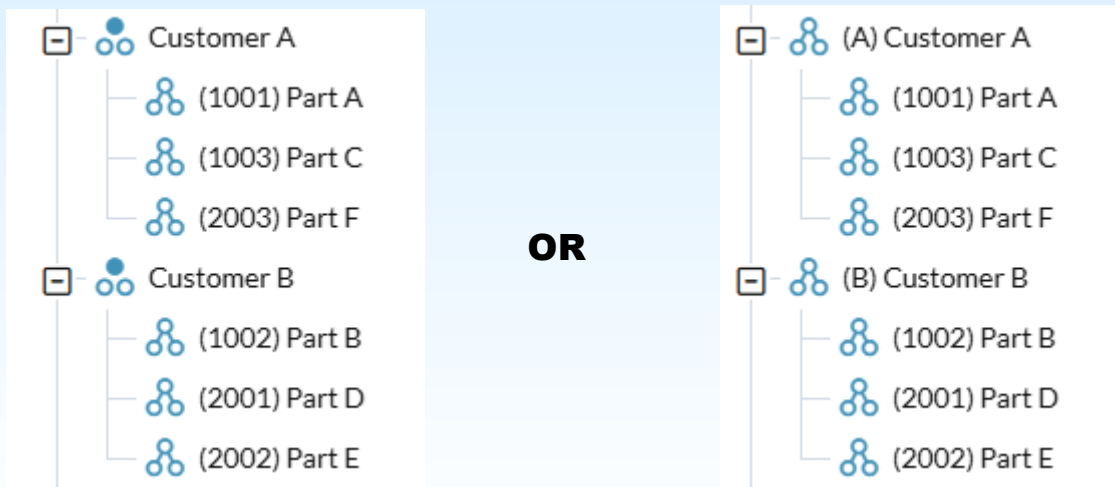 Customer A
(1001) Part A
(1003) Part C
(2003) Part F
Customer B
(1002) Part B
(2001) Part D
(2002) Part E
OR
(A) Customer A
(1001) Part A
(1003) Part C
(2003) Part F
(B) Customer B
(1002) Part B
(2001) Part D
(2002) Part E